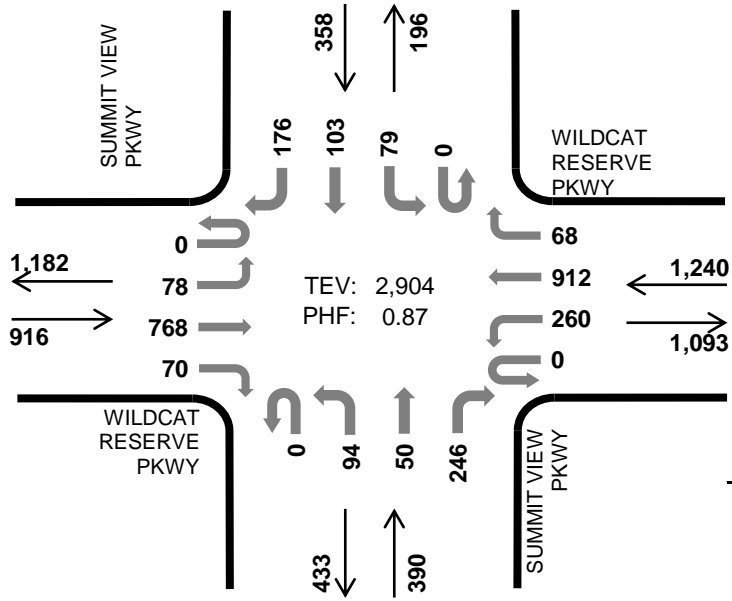 358
196
SUMMIT VIEW
PKWY
176
103
79
0
WILDCAT
RESERVE
PKWY
0
68
1,182
78
TEV: 2,904
912
1,240
916
768
PHF: 0.87
260
1,093
70
0
WILDCAT
RESERVE
PKWY
0
94
50
246
SUMMIT VIEW
PKWY
433
390